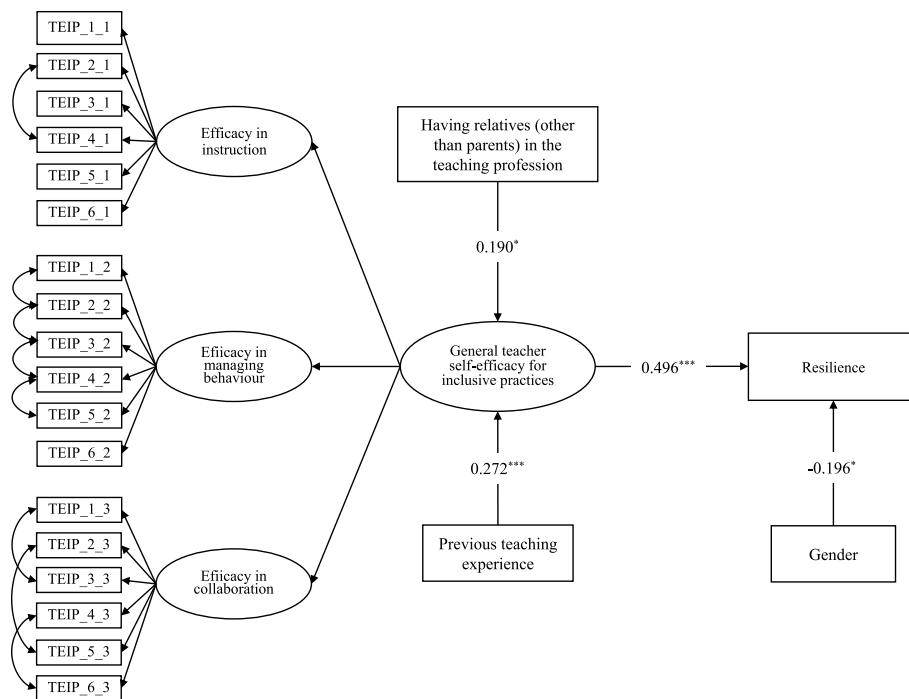 TEIP_1_1
TEIP_2_1
TEIP_3_1
TEIP_4_1
TEIP_5_1
TEIP_6_1
Efficacy in
instruction
TEIP_1_2
TEIP_2_2
TEIP_3_2
TEIP_4_2
TEIP_5_2
TEIP_6_2
Efiicacy in
managing
behaviour
TEIP_1_3
TEIP_2_3
TEIP_3_3
TEIP_4_3
TEIP_5_3
TEIP_6_3
Efiicacy in
collaboration
Having relatives (other
than parents) in the
teaching profession
0.190*
General teacher
self-efficacy for
inclusive practices
0.272***
Previous teaching
experience
0.496***
Resilience
-0.196*
Gender